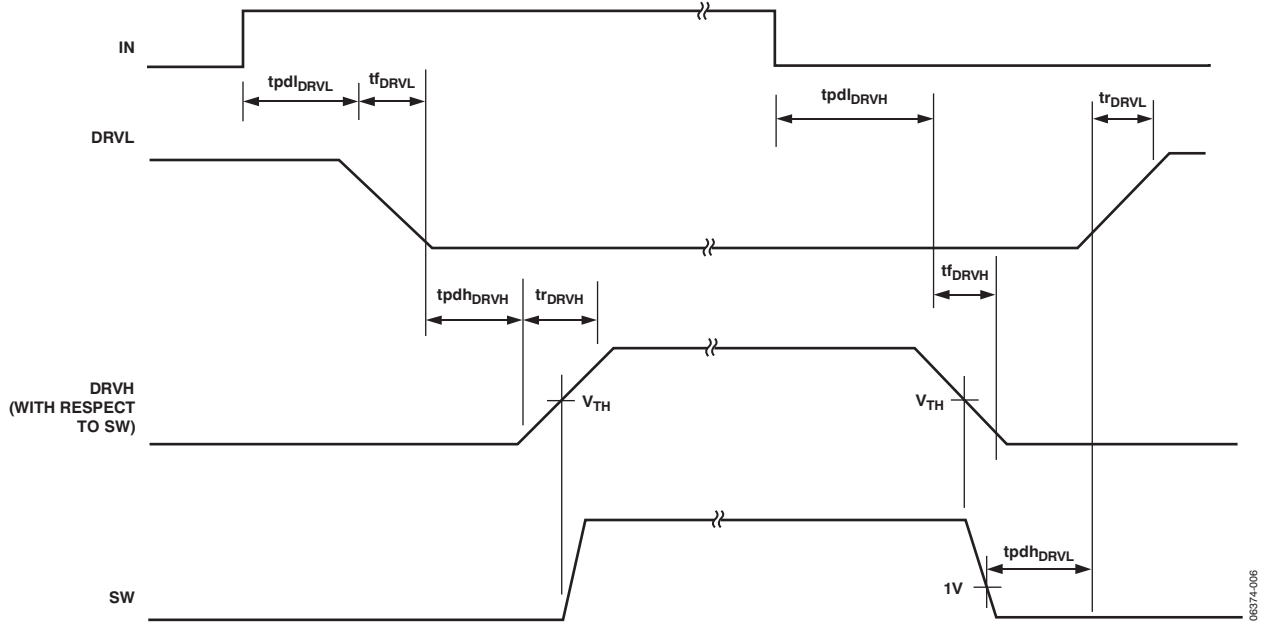 IN
tpdlDRVL
tfDRVL
tpdlDRVH
trDRVL
DRVL
tfDRVH
tpdhDRVH
trDRVH
DRVH
(WITH RESPECT
TO SW)
VTH
VTH
tpdhDRVL
1V
SW
06374-006